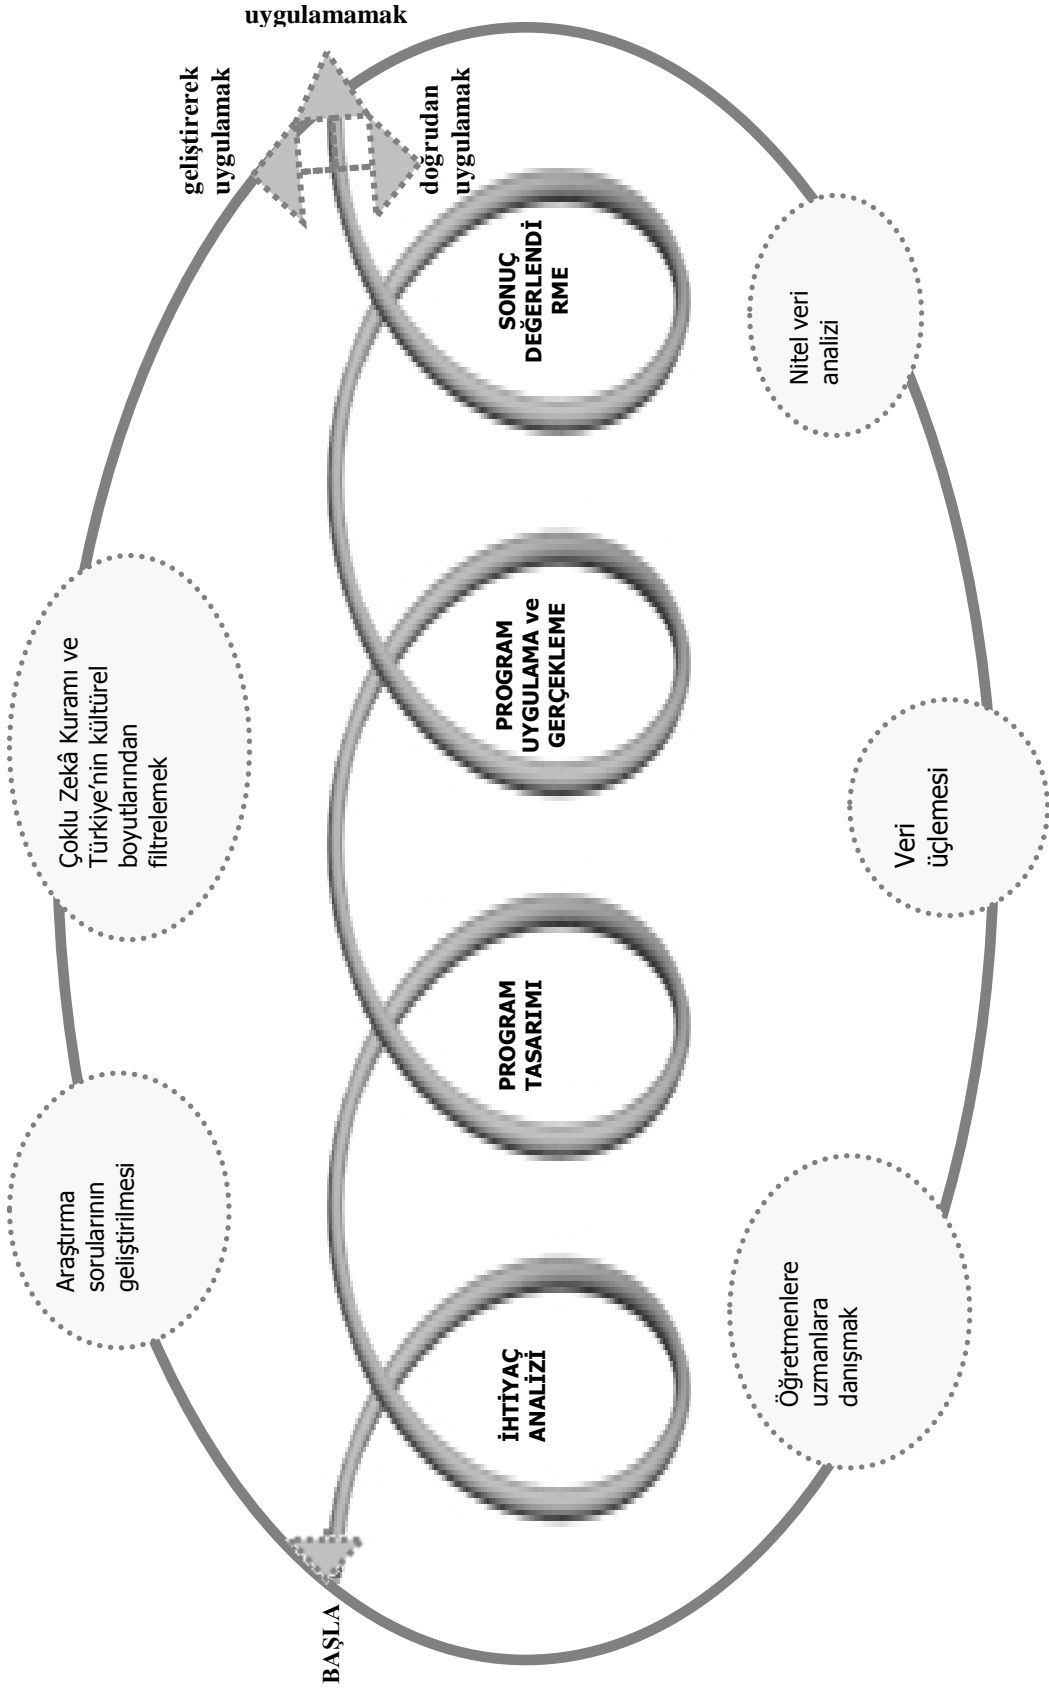 uygulamamak
geliştirerek
uygulamak
doğrudan
uygulamak
BAŞLA
Araştırma
sorularının
geliştirilmesi
Çoklu Zekâ Kuramı ve
Türkiye’nin kültürel
boyutlarından
filtrelemek
İHTİYAÇ
ANALİZİ
PROGRAM
TASARIMI
PROGRAM
UYGULAMA ve
GERÇEKLEME
SONUÇ
DEĞERLENDİ
RME
Öğretmenlere
uzmanlara
danışmak
Veri
üçlemesi
Nitel veri
analizi